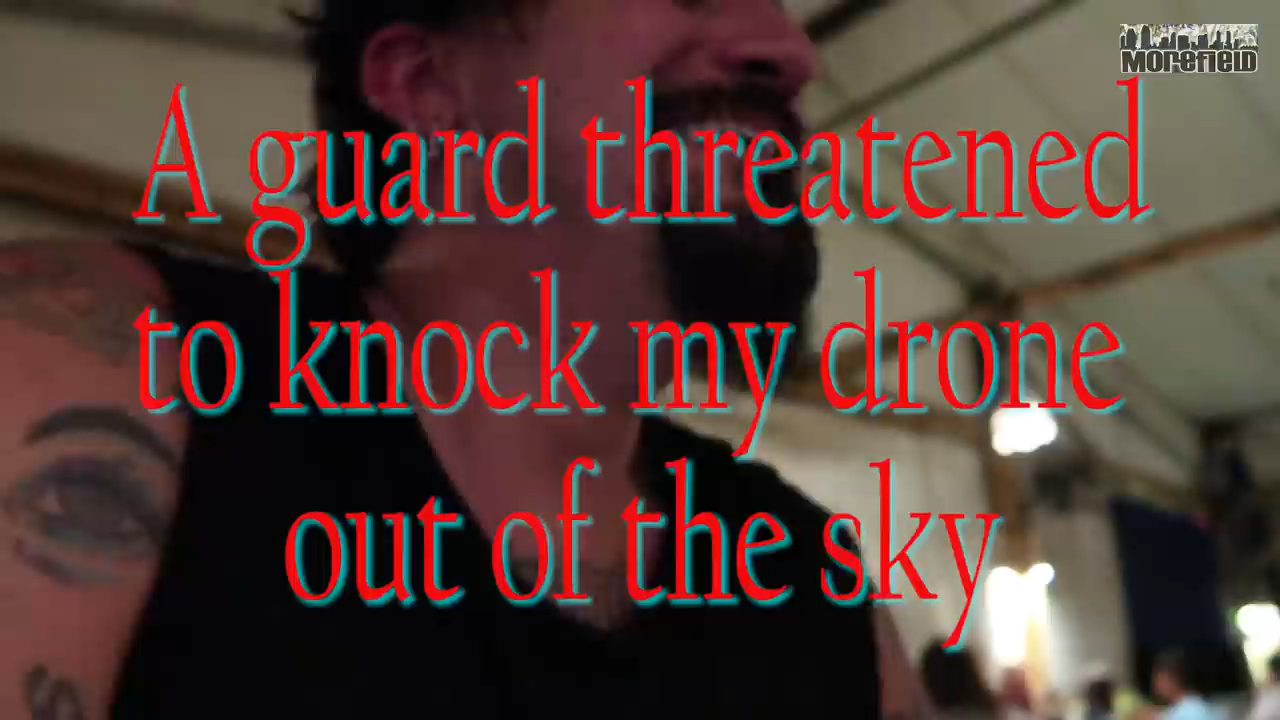 MOREFIELD
A guard threatened
to knock my drone
out of the sky